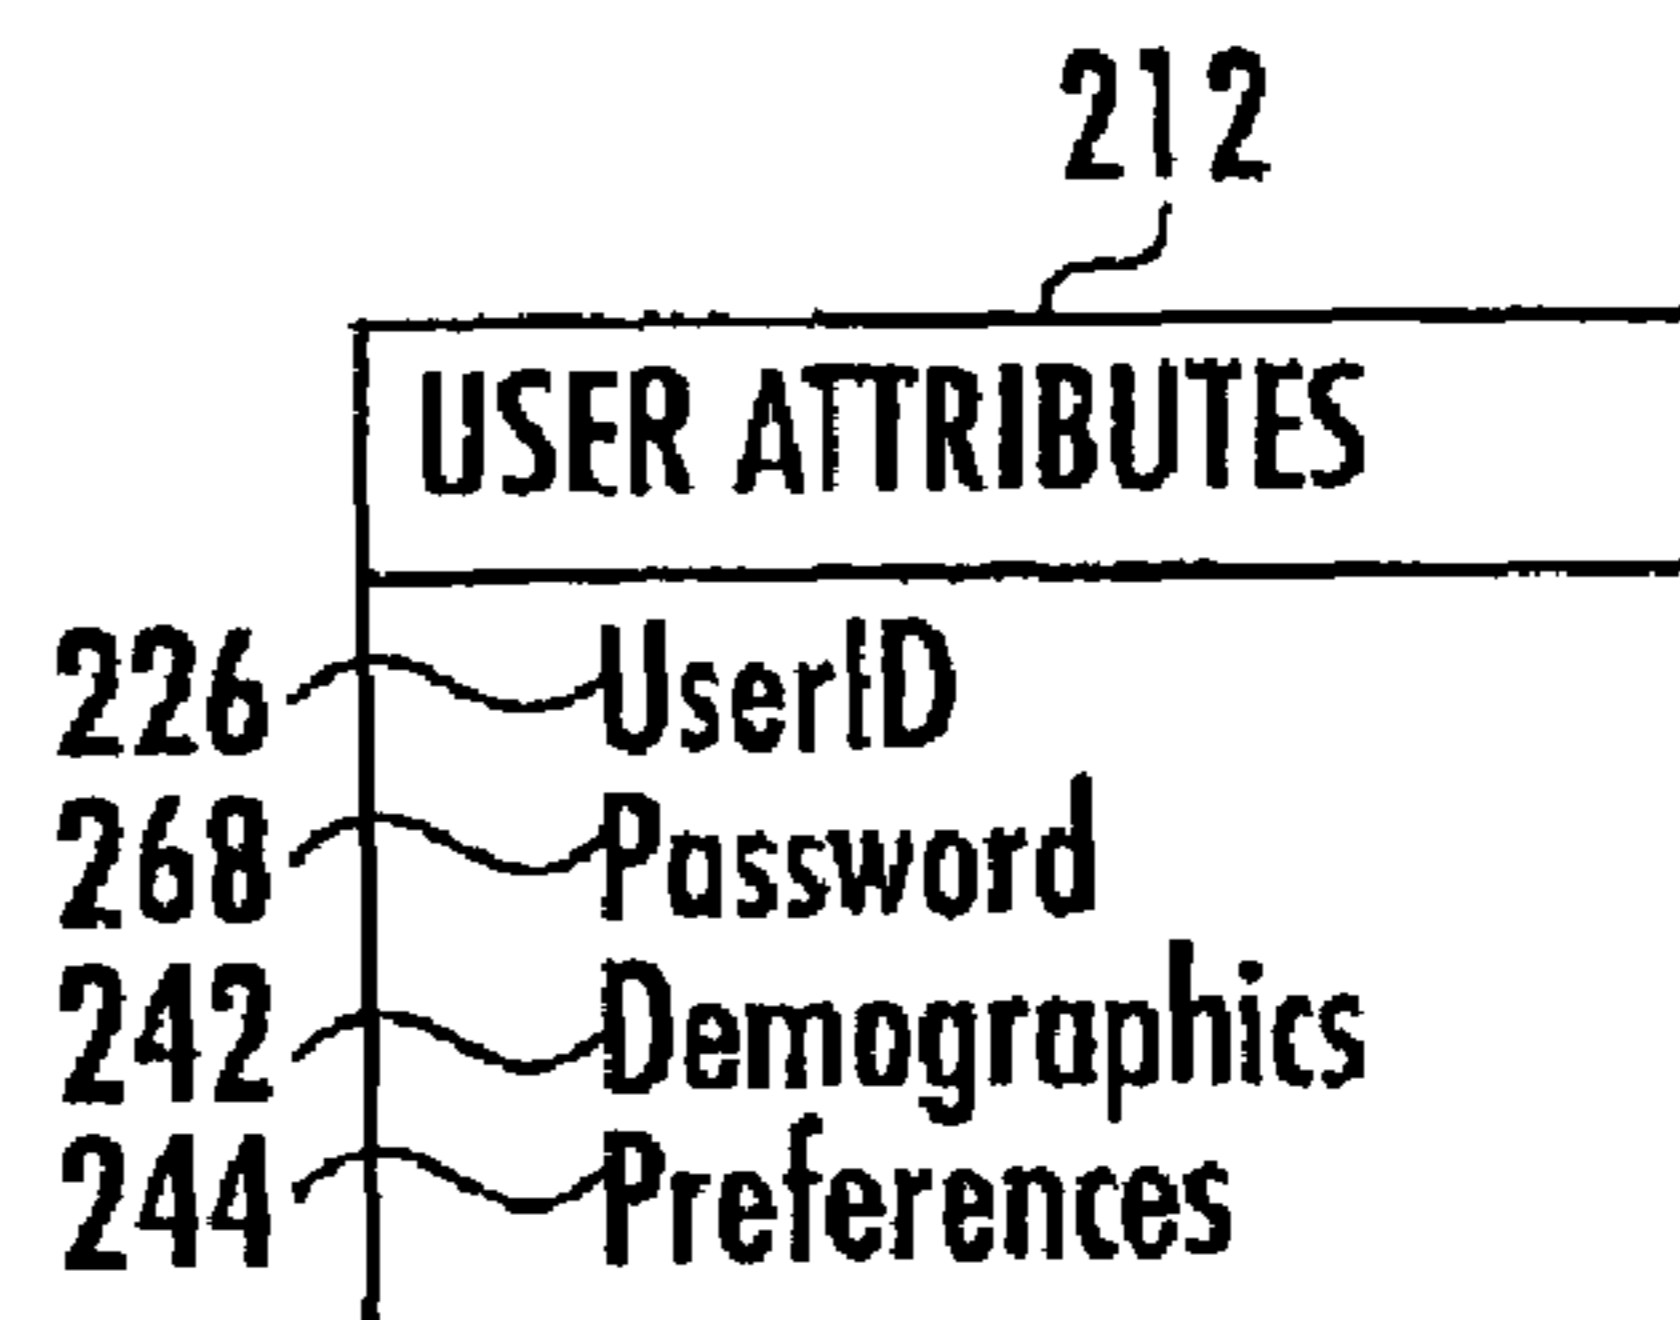 212
USER ATTRIBUTES
226 UserID
268 Password
242 Demographics
244 Preferences